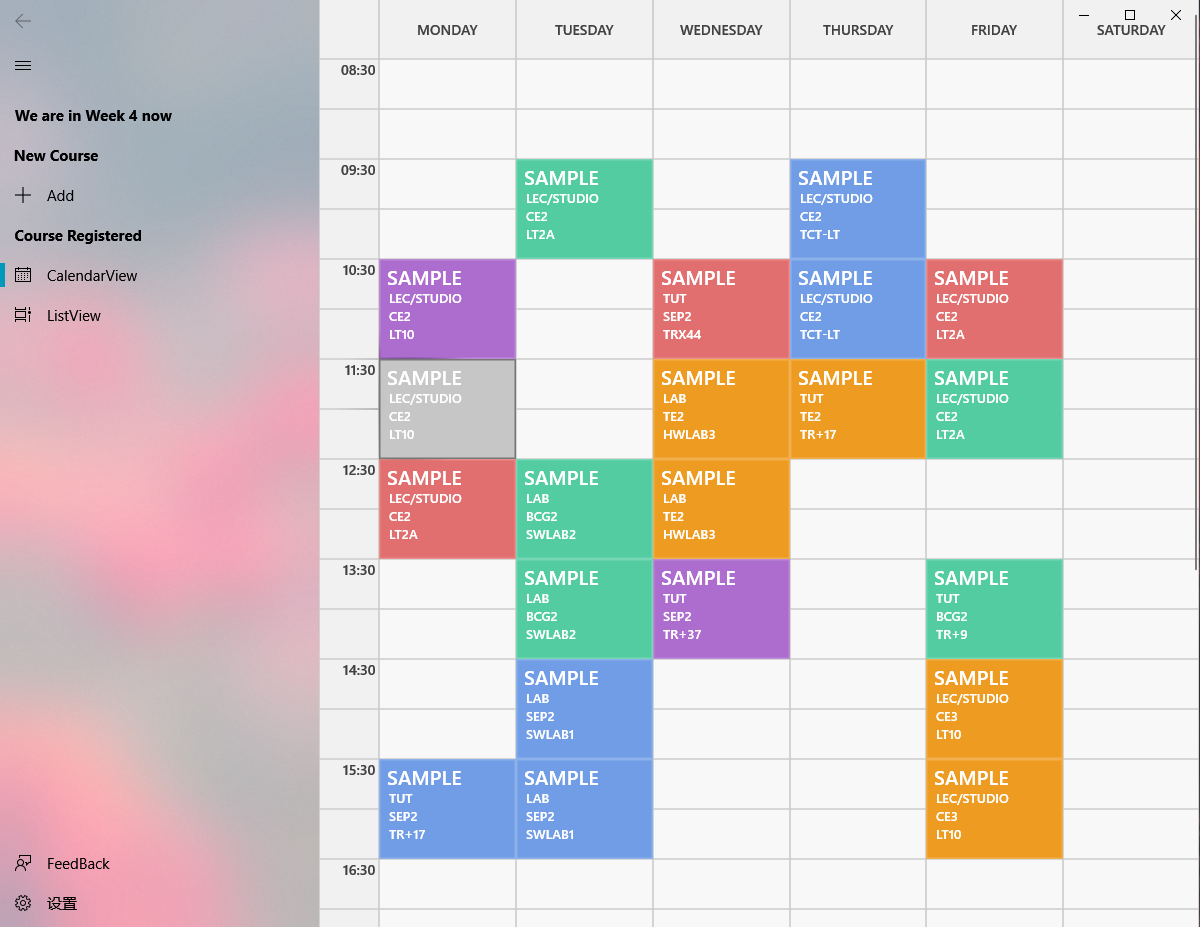 We are in Week 4 now
New Course
Add
Course Registered
CalendarView
ListView
FeedBack
设置
MONDAY TUESDAY WEDNESDAY THURSDAY FRIDAY SATURDAY
08:30
09:30
SAMPLE
LEC/STUDIO
CE2
LT2A
SAMPLE
LEC/STUDIO
CE2
TCT-LT
10:30
SAMPLE
LEC/STUDIO
CE2
LT10
SAMPLE
TUT
SEP2
TRX44
SAMPLE
LEC/STUDIO
CE2
TCT-LT
SAMPLE
LEC/STUDIO
CE2
LT2A
11:30
SAMPLE
LEC/STUDIO
CE2
LT10
SAMPLE
LAB
TE2
HWLAB3
SAMPLE
TUT
TE2
TR+17
SAMPLE
LEC/STUDIO
CE2
LT2A
12:30
SAMPLE
LEC/STUDIO
CE2
LT2A
SAMPLE
LAB
BCG2
SWLAB2
SAMPLE
LAB
TE2
HWLAB3
13:30
SAMPLE
LAB
BCG2
SWLAB2
SAMPLE
TUT
SEP2
TR+37
SAMPLE
TUT
BCG2
TR+9
14:30
SAMPLE
LAB
SEP2
SWLAB1
SAMPLE
LEC/STUDIO
CE3
LT10
15:30
SAMPLE
TUT
SEP2
TR+17
SAMPLE
LAB
SEP2
SWLAB1
SAMPLE
LEC/STUDIO
CE3
LT10
16:30